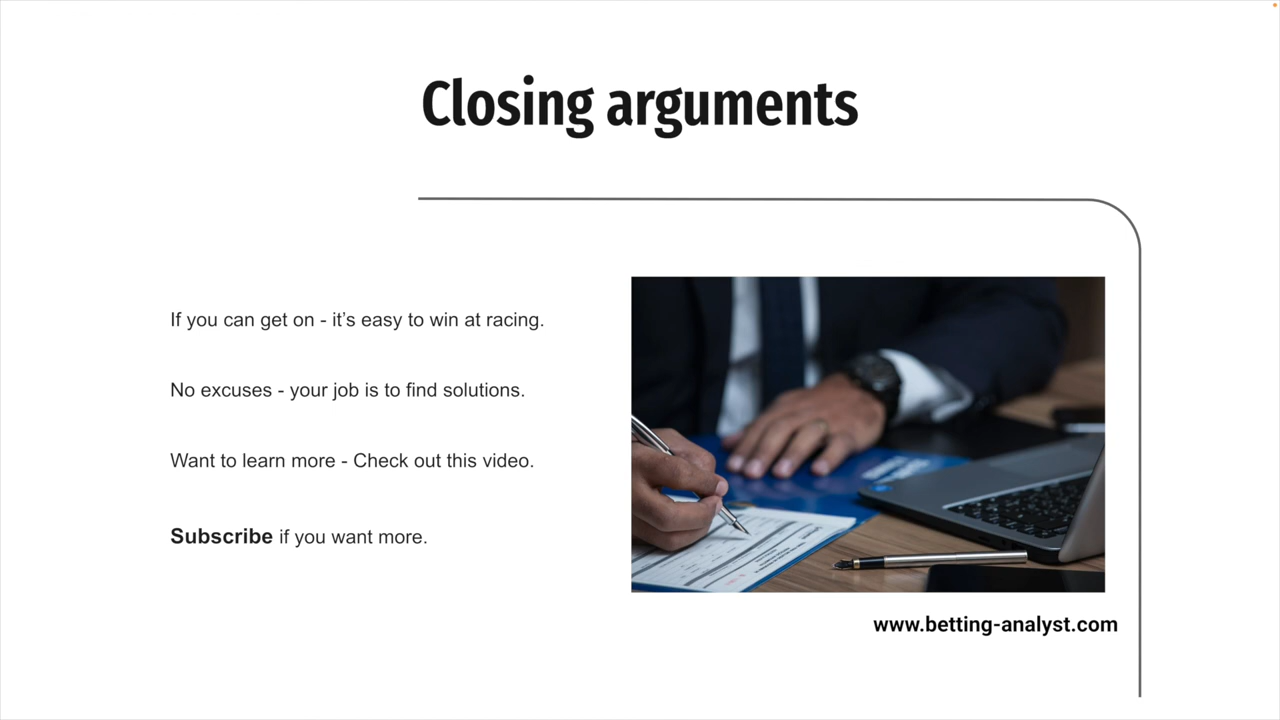 Closing arguments
If you can get on - it’s easy to win at racing.
No excuses - your job is to find solutions.
Want to learn more - Check out this video.
Subscribe if you want more.
www.betting-analyst.com